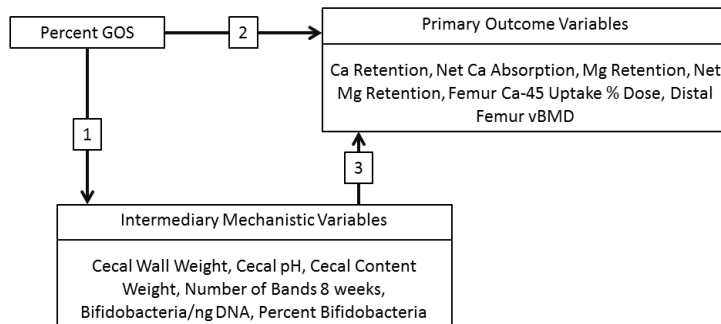 Percent GOS
2
Primary Outcome Variables
Ca Retention, Net Ca Absorption, Mg Retention, Net
Mg Retention, Femur Ca-45 Uptake % Dose, Distal
Femur vBMD
1
3
Intermediary Mechanistic Variables
Cecal Wall Weight, Cecal pH, Cecal Content
Weight, Number of Bands 8 weeks,
Bifidobacteria/ng DNA, Percent Bifidobacteria